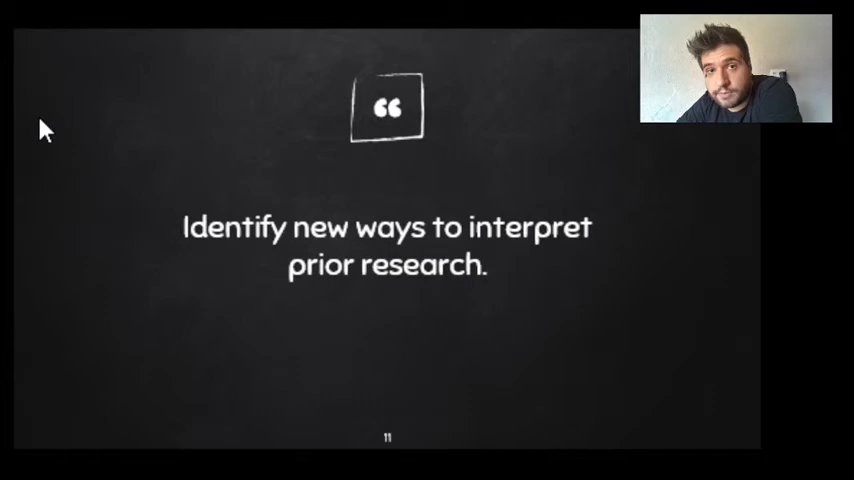 “
Identify new ways to interpret
prior research.
11